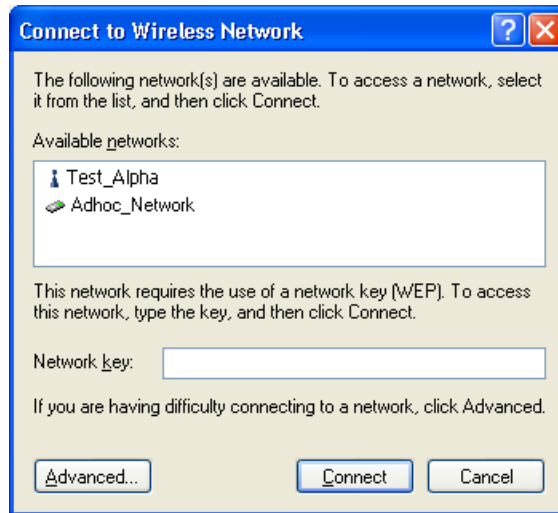 Connect to Wireless Network
The following network(s) are available. To access a network, select
it from the list, and then click Connect.
Available networks:
Test_Alpha
Adhoc_Network
This network requires the use of a network key (WEP). To access
this network, type the key, and then click Connect.
Network key:
If you are having difficulty connecting to a network, click Advanced.
Advanced... Connect Cancel